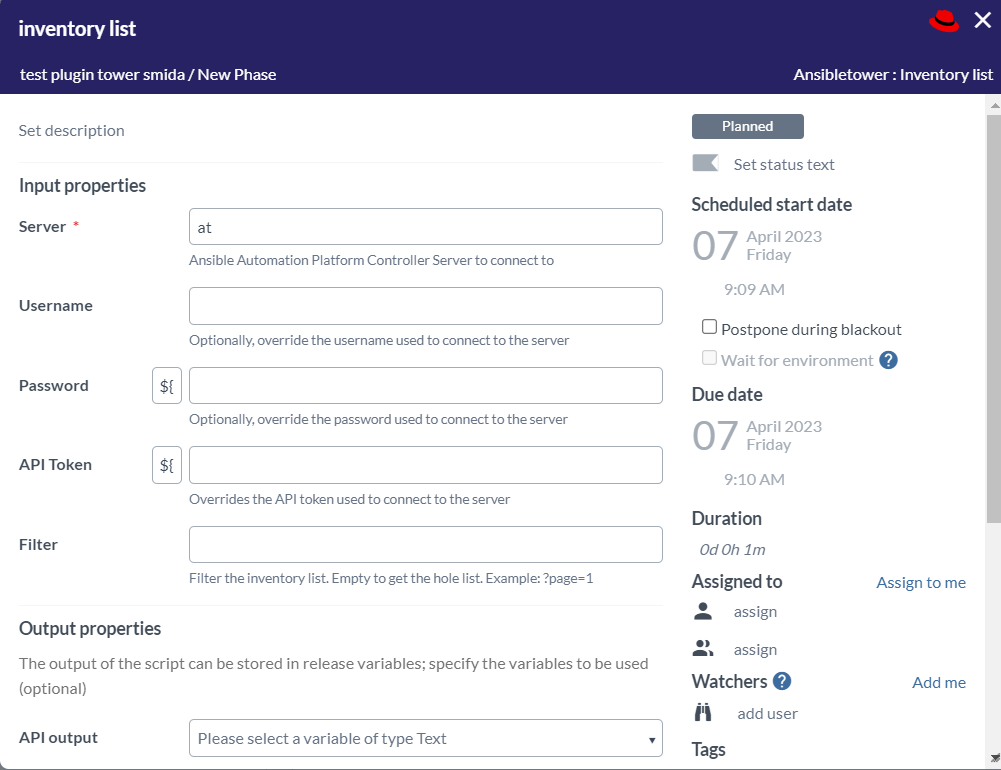 inventory list
test plugin tower smida / New Phase
Ansibletower : Inventory list
Set description
Input properties
Server *
at
Ansible Automation Platform Controller Server to connect to
Username
Optionally, override the username used to connect to the server
Password
${
Optionally, override the password used to connect to the server
API Token
${
Overrides the API token used to connect to the server
Filter
Filter the inventory list. Empty to get the hole list. Example: ?page=1
Output properties
The output of the script can be stored in release variables; specify the variables to be used
(optional)
API output
Please select a variable of type Text
Planned
Set status text
Scheduled start date
07
April 2023
Friday
9:09 AM
Postpone during blackout
Wait for environment ?
Due date
07
April 2023
Friday
9:10 AM
Duration
0d 0h 1m
Assigned to
Assign to me
assign
assign
Watchers ?
Add me
add user
Tags